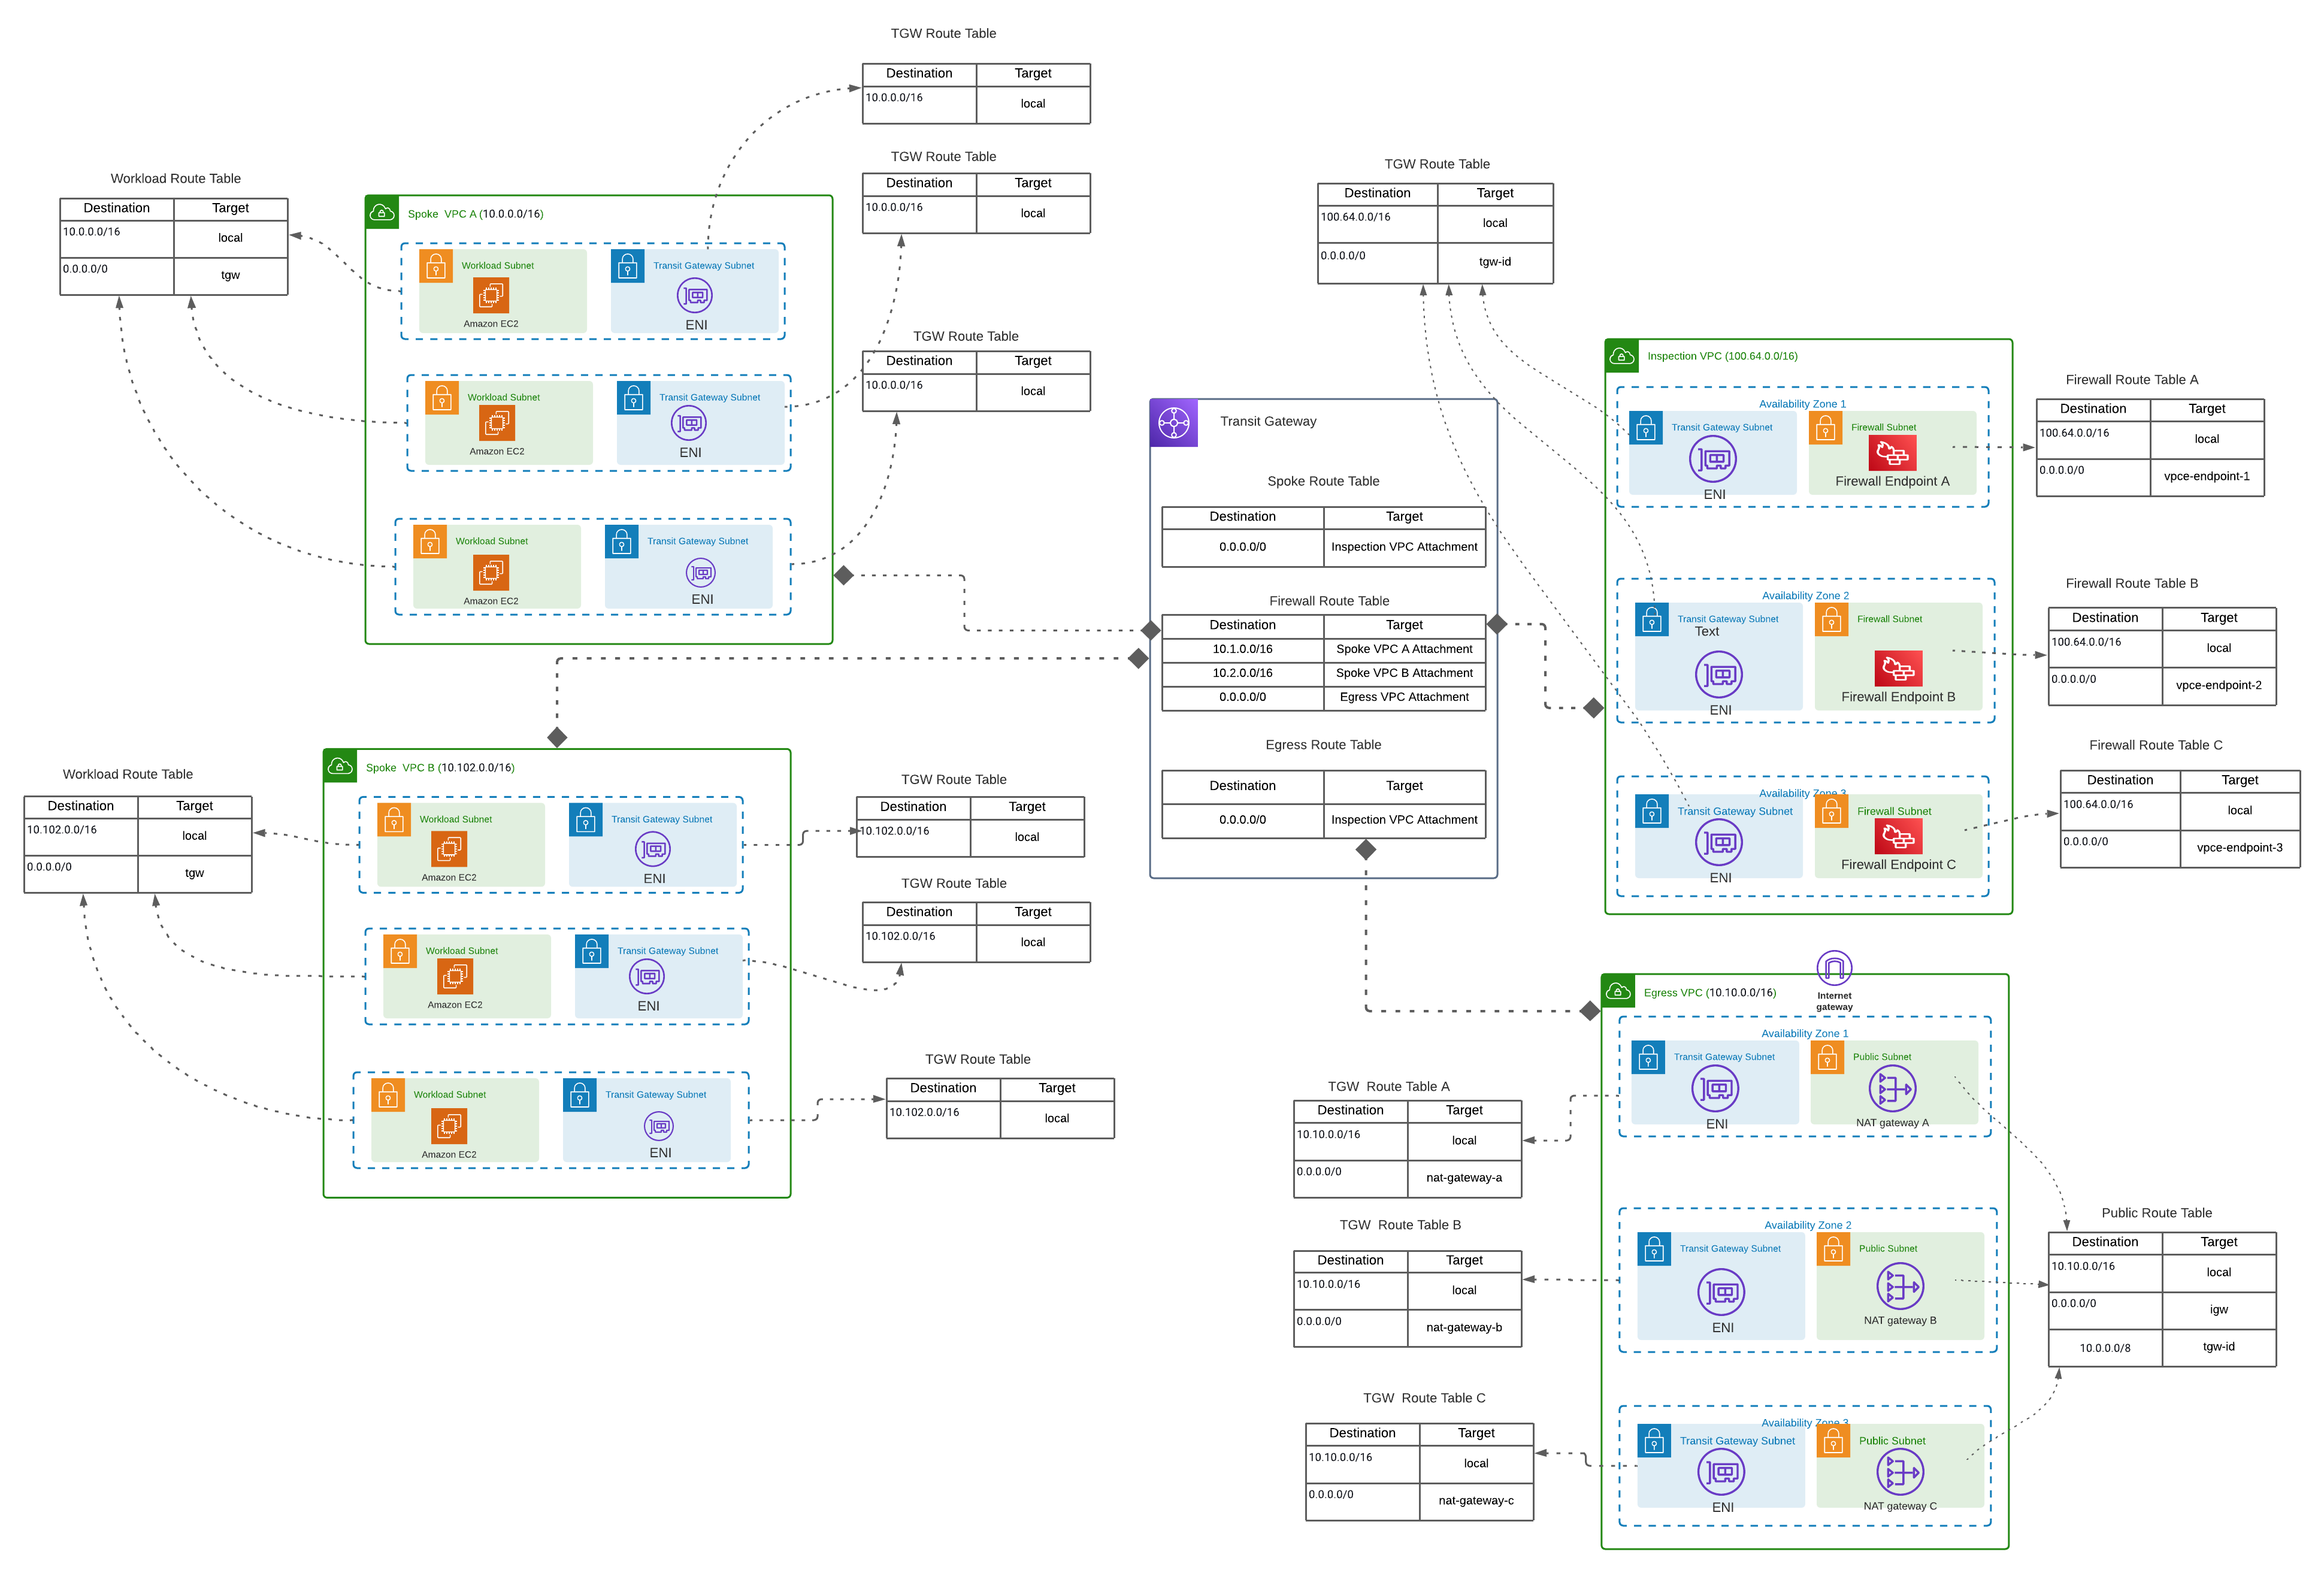 TGW Route Table
Destination Target
10.0.0.0/16 local
TGW Route Table
Destination Target
10.0.0.0/16 local
TGW Route Table
Destination Target
10.0.0.0/16 local
Workload Route Table
Destination Target
10.0.0.0/16 local
0.0.0.0/0 tgw
Spoke VPC A (10.0.0.0/16)
Workload Subnet
Amazon EC2
Transit Gateway Subnet
ENI
Workload Subnet
Amazon EC2
Transit Gateway Subnet
ENI
Workload Subnet
Amazon EC2
Transit Gateway Subnet
ENI
Workload Route Table
Destination Target
10.102.0.0/16 local
0.0.0.0/0 tgw
Spoke VPC B (10.102.0.0/16)
Workload Subnet
Amazon EC2
Transit Gateway Subnet
ENI
Workload Subnet
Amazon EC2
Transit Gateway Subnet
ENI
Workload Subnet
Amazon EC2
Transit Gateway Subnet
ENI
TGW Route Table
Destination Target
10.102.0.0/16 local
TGW Route Table
Destination Target
10.102.0.0/16 local
TGW Route Table
Destination Target
10.102.0.0/16 local
Transit Gateway
Spoke Route Table
Destination Target
0.0.0.0/0 Inspection VPC Attachment
Firewall Route Table
Destination Target
10.1.0.0/16 Spoke VPC A Attachment
10.2.0.0/16 Spoke VPC B Attachment
0.0.0.0/0 Egress VPC Attachment
Egress Route Table
Destination Target
0.0.0.0/0 Inspection VPC Attachment
TGW Route Table
Destination Target
100.64.0.0/16 local
0.0.0.0/0 tgw-id
Inspection VPC (100.64.0.0/16)
Availability Zone 1
Transit Gateway Subnet
ENI
Firewall Subnet
Firewall Endpoint A
Availability Zone 2
Transit Gateway Subnet
Text
ENI
Firewall Subnet
Firewall Endpoint B
Availability Zone 3
Transit Gateway Subnet
ENI
Firewall Subnet
Firewall Endpoint C
Firewall Route Table A
Destination Target
100.64.0.0/16 local
0.0.0.0/0 vpce-endpoint-1
Firewall Route Table B
Destination Target
100.64.0.0/16 local
0.0.0.0/0 vpce-endpoint-2
Firewall Route Table C
Destination Target
100.64.0.0/16 local
0.0.0.0/0 vpce-endpoint-3
Egress VPC (10.10.0.0/16)
Internet
gateway
Availability Zone 1
Transit Gateway Subnet
ENI
Public Subnet
NAT gateway A
Availability Zone 2
Transit Gateway Subnet
ENI
Public Subnet
NAT gateway B
Availability Zone 3
Transit Gateway Subnet
ENI
Public Subnet
NAT gateway C
TGW Route Table A
Destination Target
10.10.0.0/16 local
0.0.0.0/0 nat-gateway-a
TGW Route Table B
Destination Target
10.10.0.0/16 local
0.0.0.0/0 nat-gateway-b
TGW Route Table C
Destination Target
10.10.0.0/16 local
0.0.0.0/0 nat-gateway-c
Public Route Table
Destination Target
10.10.0.0/16 local
0.0.0.0/0 igw
10.0.0.0/8 tgw-id